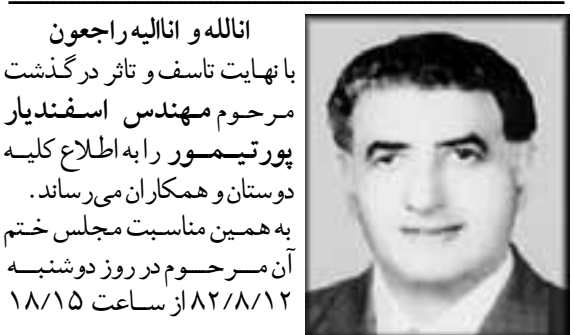 اناللهو اناالیه راجعون
با نهایت تاسف و تاثر درگذشت
مرحوم مهندس اسفندیار
پورتیمور را به اطلاع کلیه
دوستان و همکاران می‌رساند.
به همین مناسبت مجلس ختم
آن مرحوم در روز دوشنبه
۸۲/۸/۱۲ از ساعت ۱۸/۱۵